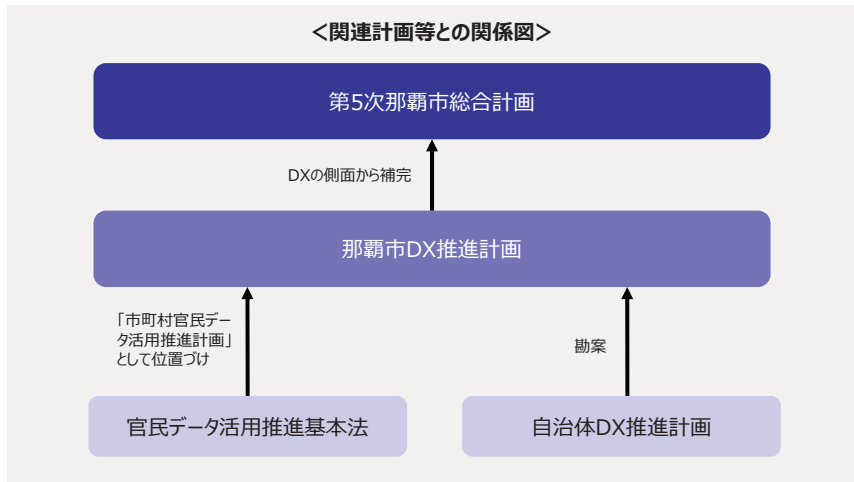 ＜関連計画等との関係図＞
第5次那覇市総合計画
DXの側面から補完
那覇市DX推進計画
「市町村官民デー
タ活用推進計画」
として位置づけ
勘案
官民データ活用推進基本法
自治体DX推進計画